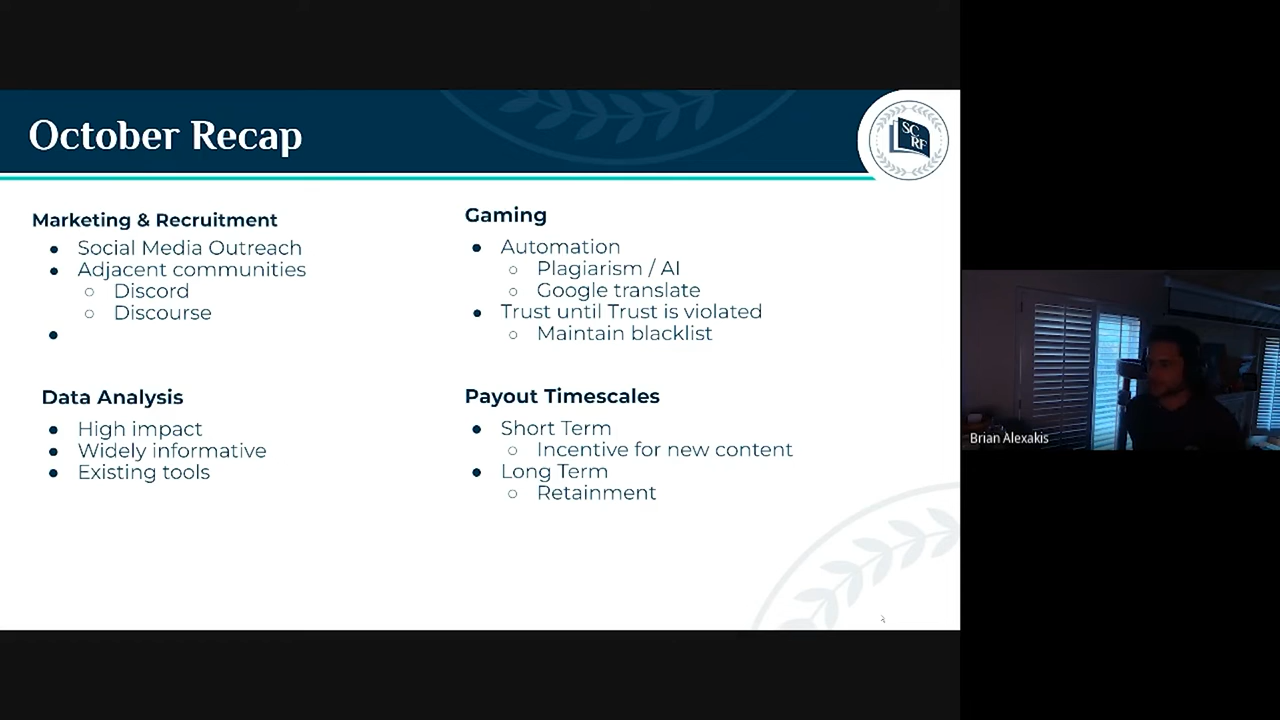 October Recap
SC
RF
Marketing & Recruitment
Social Media Outreach
Adjacent communities
Discord
Discourse
Data Analysis
High impact
Widely informative
Existing tools
Gaming
Automation
Plagiarism / AI
Google translate
Trust until Trust is violated
Maintain blacklist
Payout Timescales
Short Term
Incentive for new content
Long Term
Retainment
Brian Alexakis